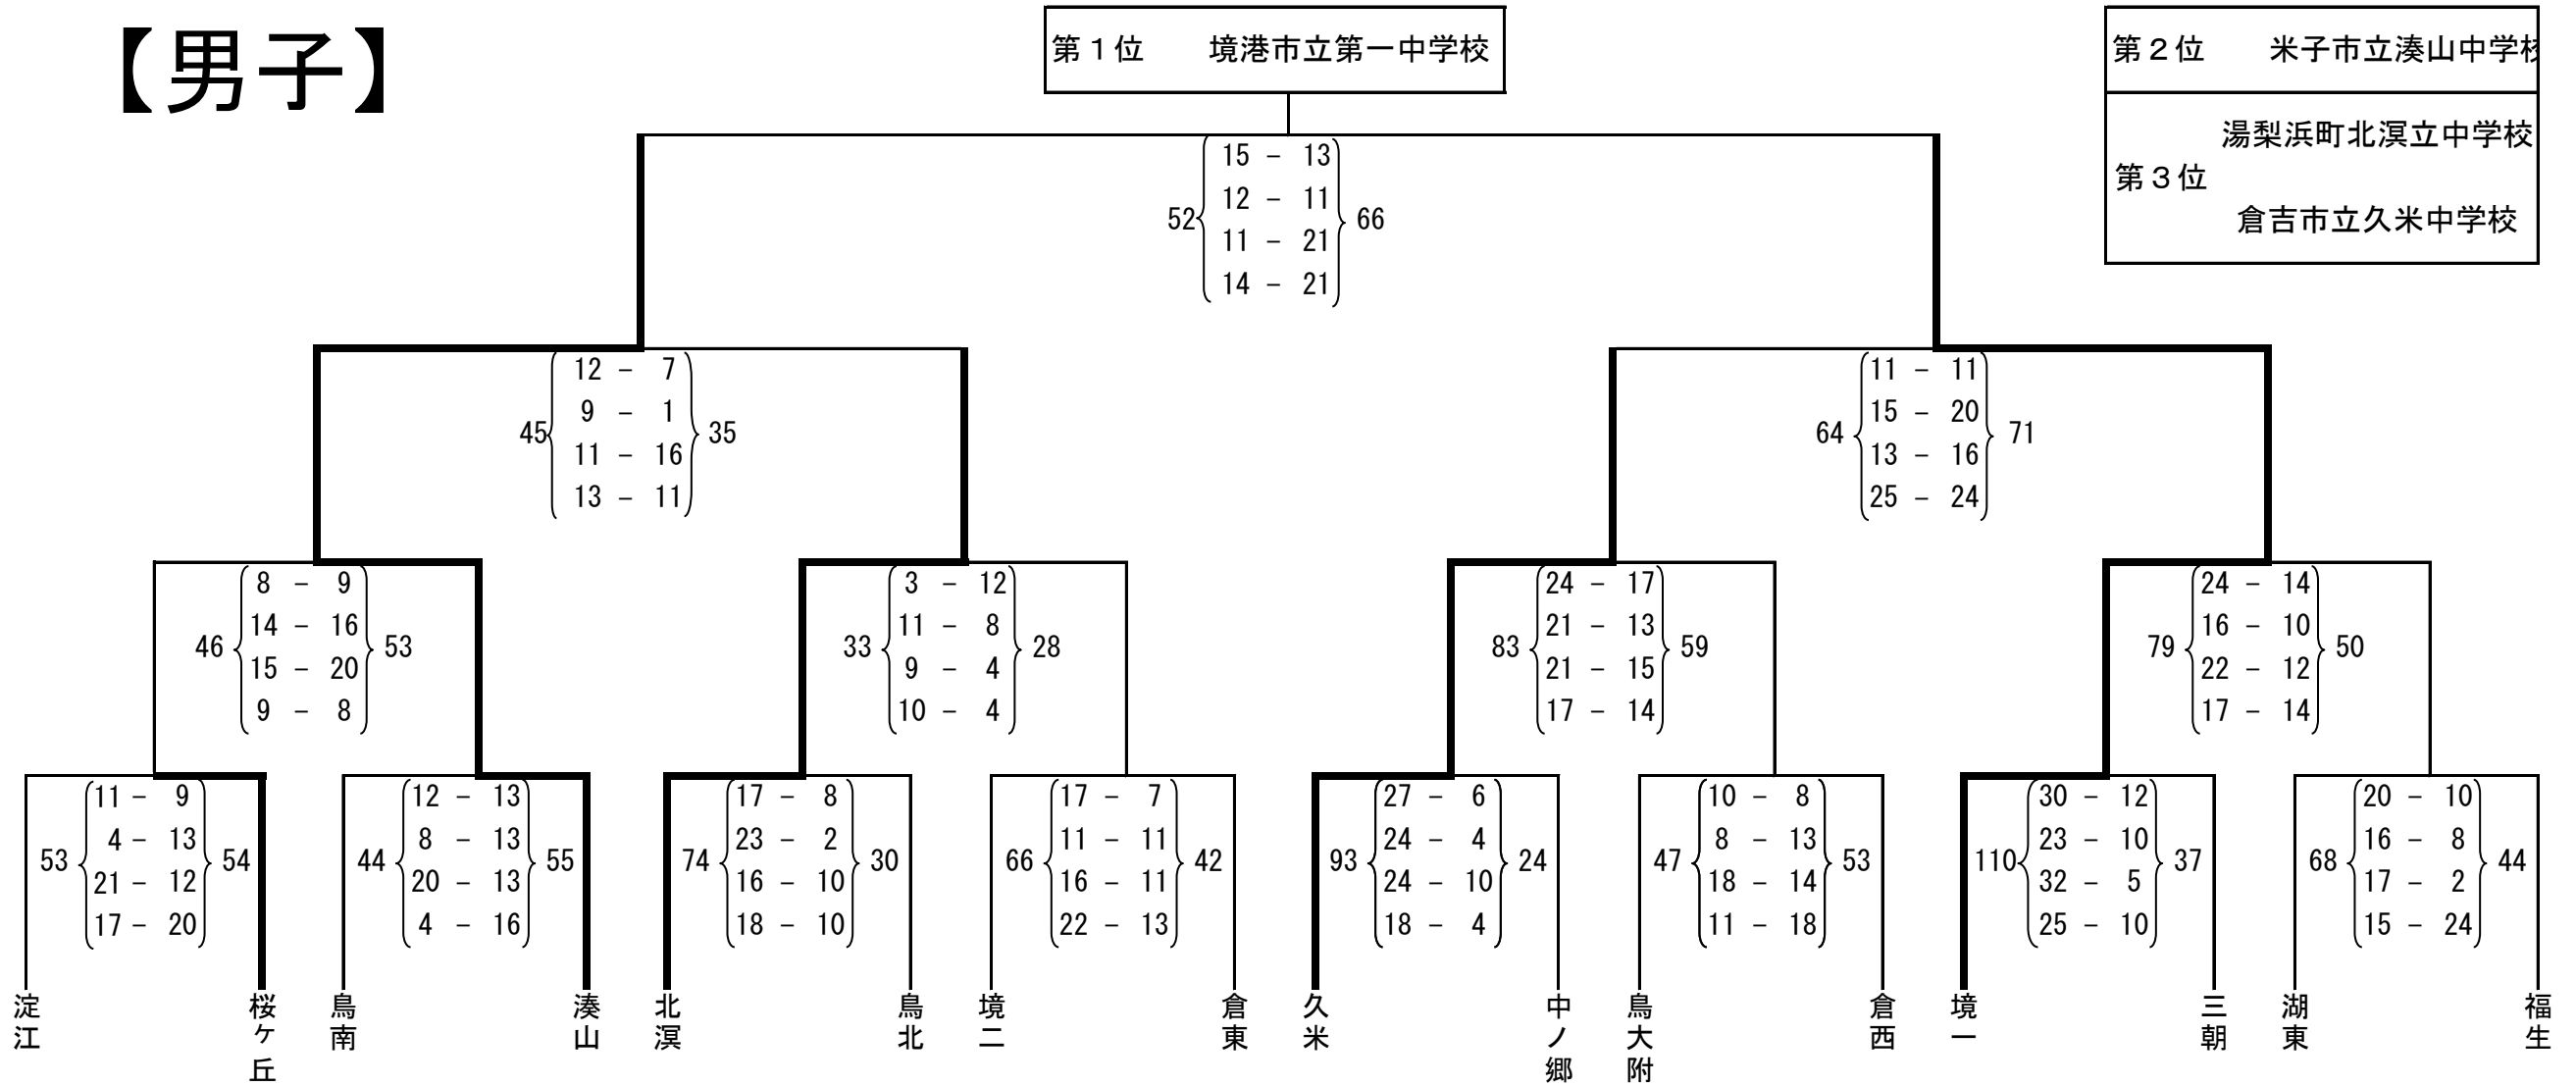 【男子】
第１位　境港市立第一中学校
第２位　米子市立湊山中学校
第３位
湯梨浜町北溟立中学校
倉吉市立久米中学校
52 15 － 13 66
12 － 11
11 － 21
14 － 21
45 12 － 7 35
9 － 1
11 － 16
13 － 11
64 11 － 11 71
15 － 20
13 － 16
25 － 24
46 8 － 9 53
14 － 16
15 － 20
9 － 8
33 3 － 12 28
11 － 8
9 － 4
10 － 4
83 24 － 17 59
21 － 13
21 － 15
17 － 14
79 24 － 14 50
16 － 10
22 － 12
17 － 14
53 11 － 9 54
4 － 13
21 － 12
17 － 20
44 12 － 13 55
8 － 13
20 － 13
4 － 16
74 17 － 8 30
23 － 2
16 － 10
18 － 10
66 17 － 7 42
11 － 11
16 － 11
22 － 13
93 27 － 6 24
24 － 4
24 － 10
18 － 4
47 10 － 8 53
8 － 13
18 － 14
11 － 18
110 30 － 12 37
23 － 10
32 － 5
25 － 10
68 20 － 10 44
16 － 8
17 － 2
15 － 24
淀江
桜ヶ丘
鳥南
湊山
北溟
鳥北
境二
倉東
久米
中ノ郷
鳥大附
倉西
境一
三朝
湖東
福生